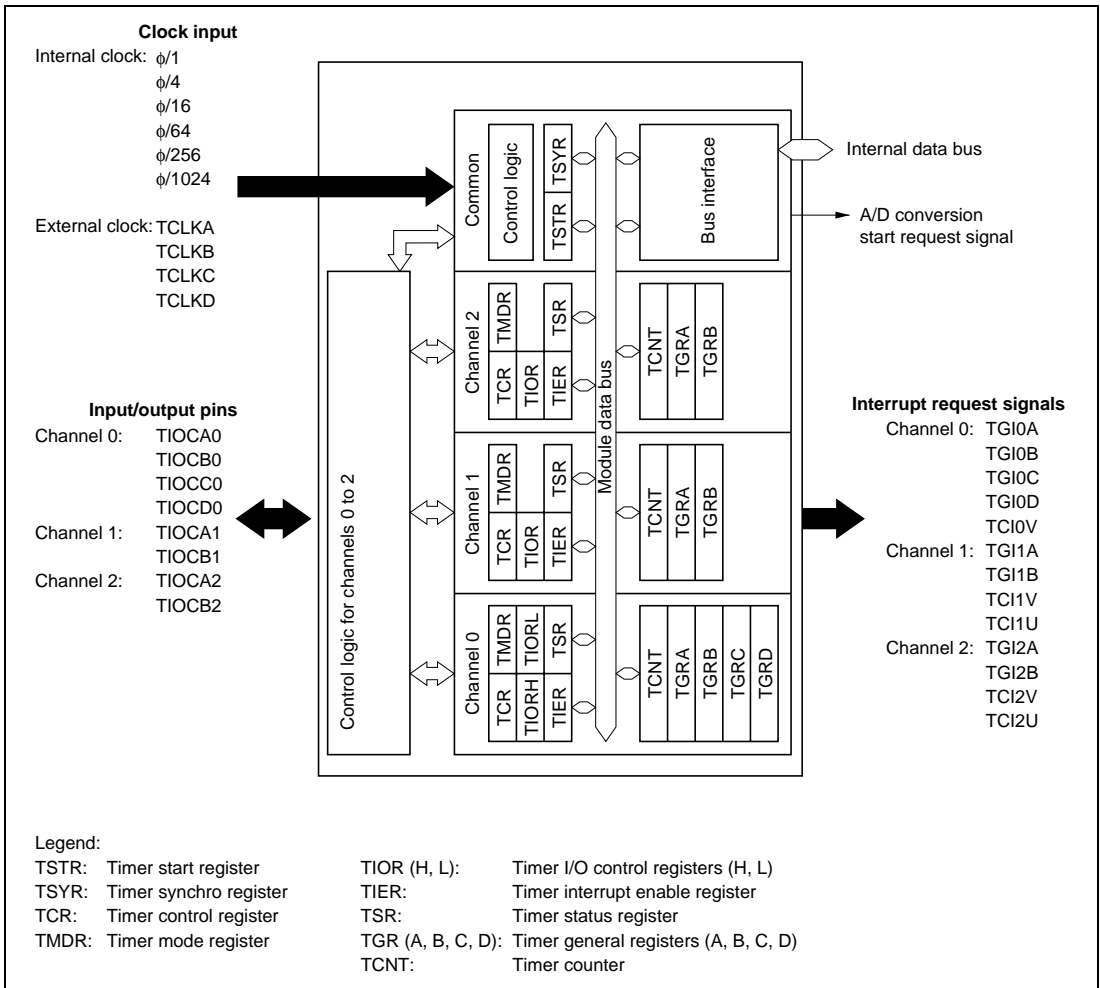 Clock input
Internal clock: ϕ/1
ϕ/4
ϕ/16
ϕ/64
ϕ/256
ϕ/1024
External clock: TCLKA
TCLKB
TCLKC
TCLKD
Input/output pins
Channel 0: TIOCA0
TIOCB0
TIOCC0
TIOCD0
Channel 1: TIOCA1
TIOCB1
Channel 2: TIOCA2
TIOCB2
Control logic for channels 0 to 2
Common
Control logic
TSTR TSYR
Bus interface
Channel 2
TCR TMDR
TIOR
TIER TSR
TCNT
TGRA
TGRB
Channel 1
TCR TMDR
TIOR
TIER TSR
TCNT
TGRA
TGRB
Channel 0
TCR TMDR
TIORH TIORL
TIER TSR
TCNT
TGRA
TGRB
TGRC
TGRD
Module data bus
Internal data bus
A/D conversion
start request signal
Interrupt request signals
Channel 0: TGI0A
TGI0B
TGI0C
TGI0D
TCI0V
Channel 1: TGI1A
TGI1B
TCI1V
TCI1U
Channel 2: TGI2A
TGI2B
TCI2V
TCI2U
Legend:
TSTR: Timer start register
TSYR: Timer synchro register
TCR: Timer control register
TMDR: Timer mode register
TIOR (H, L): Timer I/O control registers (H, L)
TIER: Timer interrupt enable register
TSR: Timer status register
TGR (A, B, C, D): Timer general registers (A, B, C, D)
TCNT: Timer counter